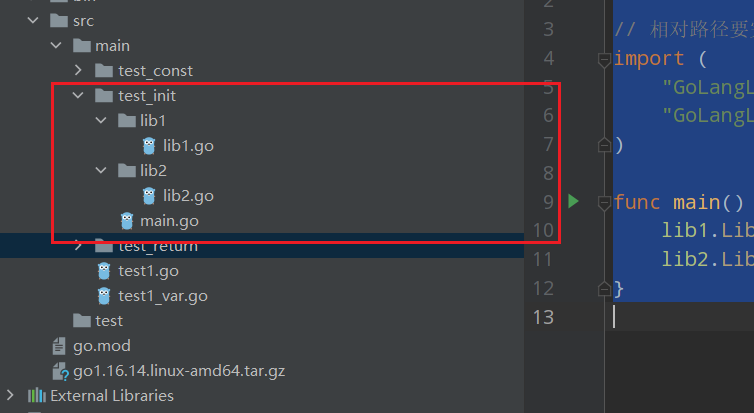 src
main
test_const
test_init
lib1
lib1.go
lib2
lib2.go
main.go
test_return
test1.go
test1_var.go
test
go.mod
go1.16.14.linux-amd64.tar.gz
External Libraries
2
3 // 相对路径要
4 import (
5 "GoLangL
6 "GoLangL
7 )
8
9 func main()
10 lib1.Lib
11 lib2.Lib
12 }
13